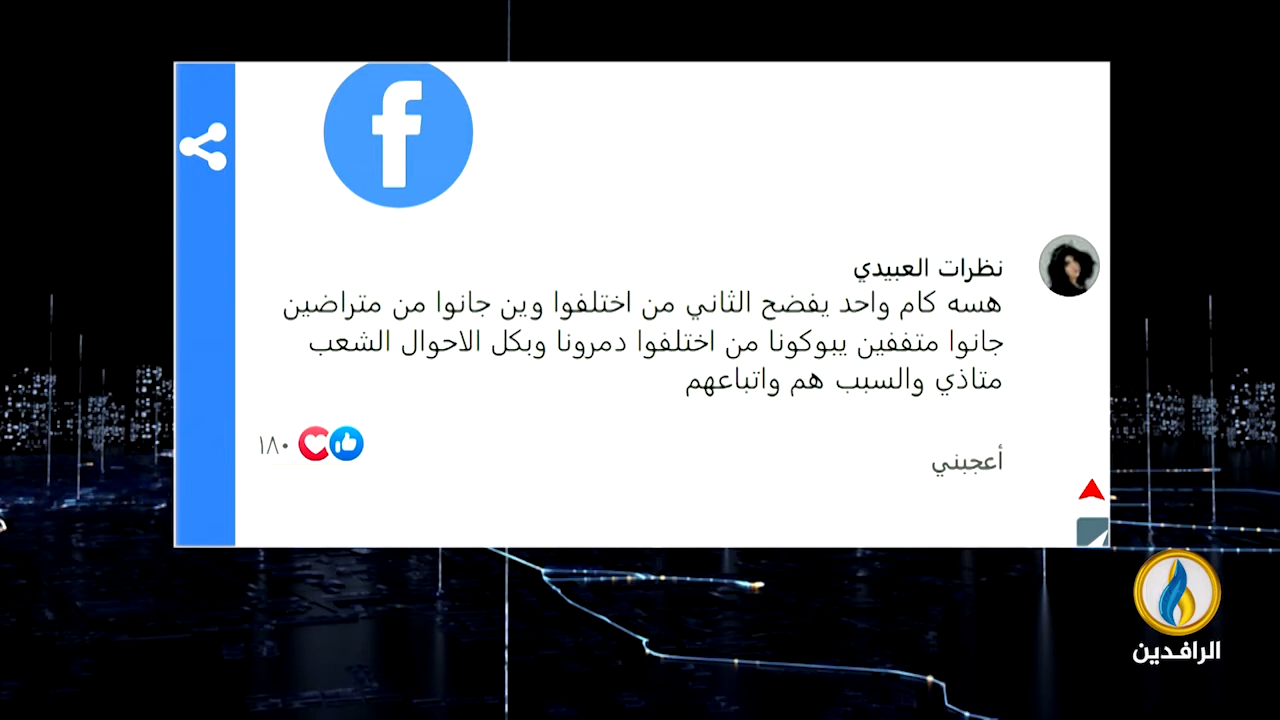 نظرات العبيدي
هسه كام واحد يفضح الثاني من اختلفوا وين جانوا من متراضين
جانوا متففين يبوكونا من اختلفوا دمرونا وبكل الاحوال الشعب
متاذي والسبب هم واتباعهم
١٨٠
أعجبني
الرافدين